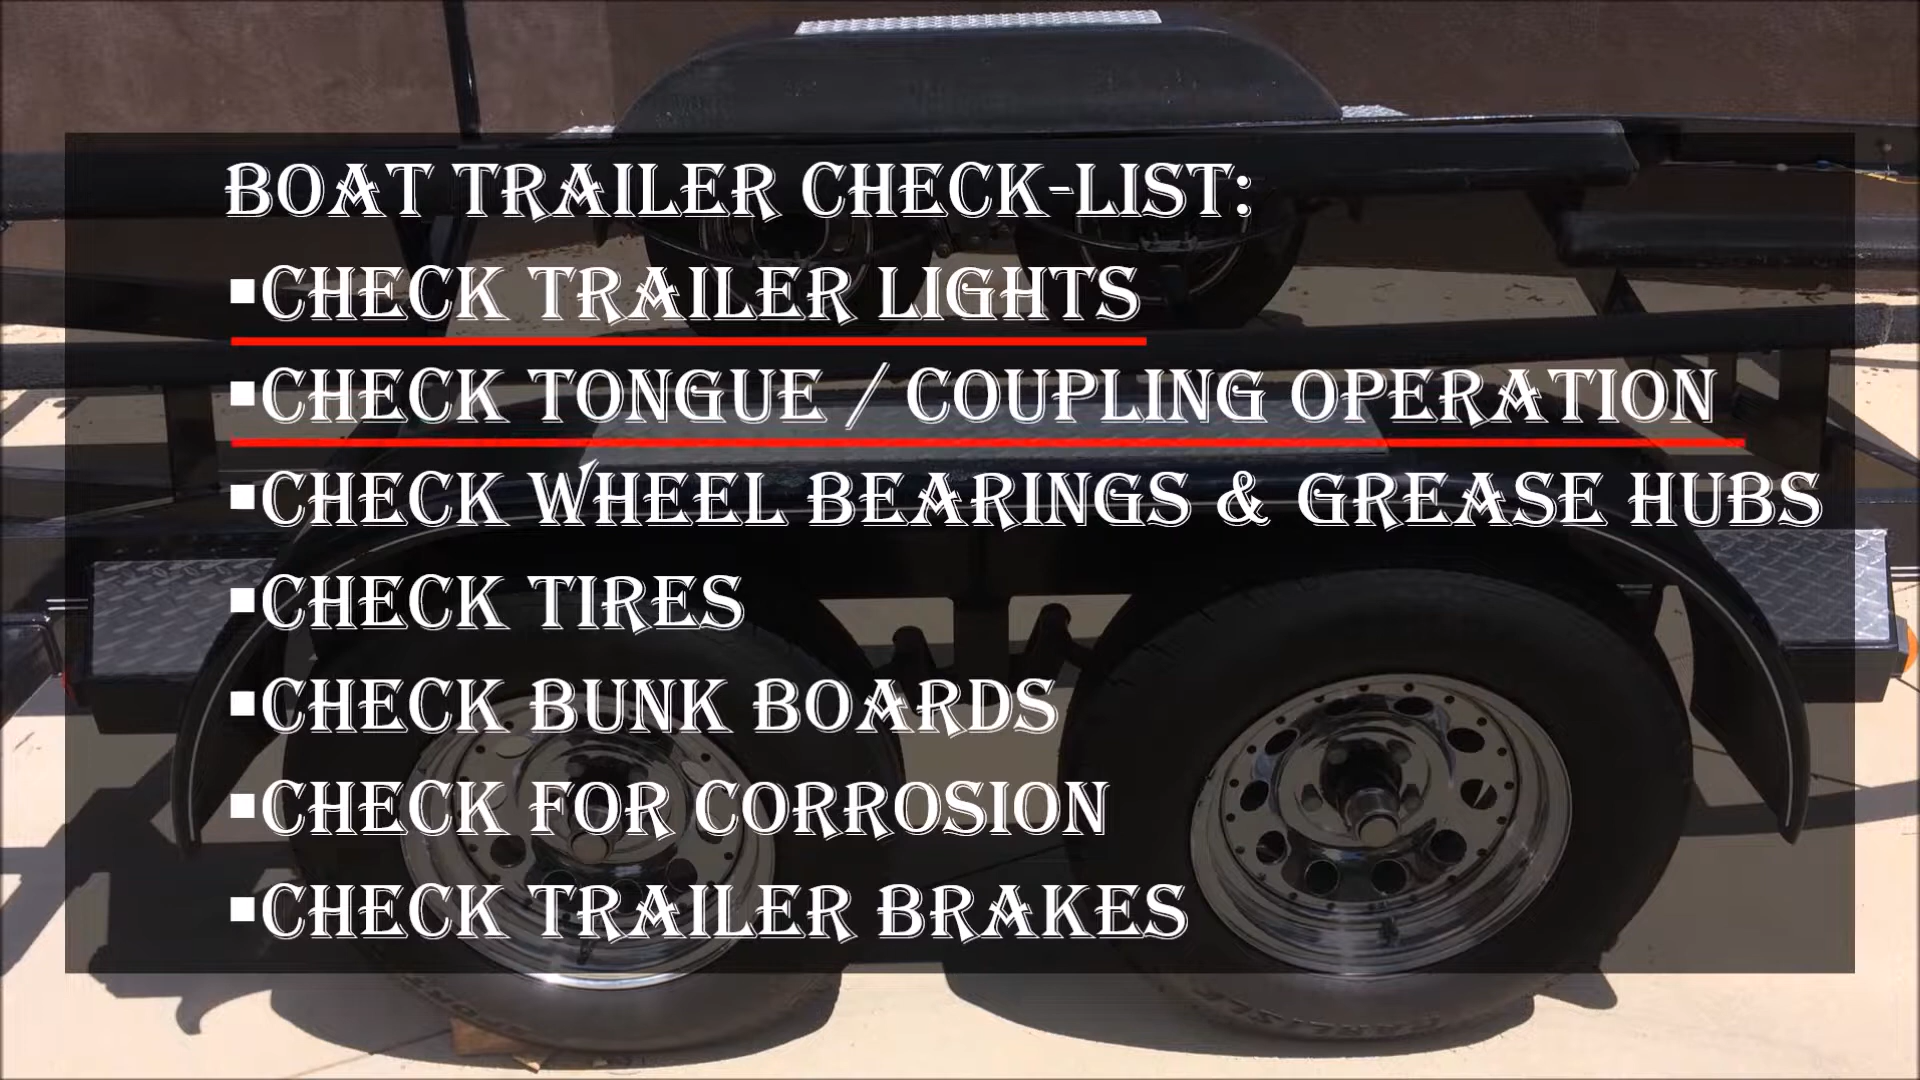 BOAT TRAILER CHECK-LIST:
▪CHECK TRAILER LIGHTS
▪CHECK TONGUE / COUPLING OPERATION
▪CHECK WHEEL BEARINGS & GREASE HUBS
▪CHECK TIRES
▪CHECK BUNK BOARDS
▪CHECK FOR CORROSION
▪CHECK TRAILER BRAKES